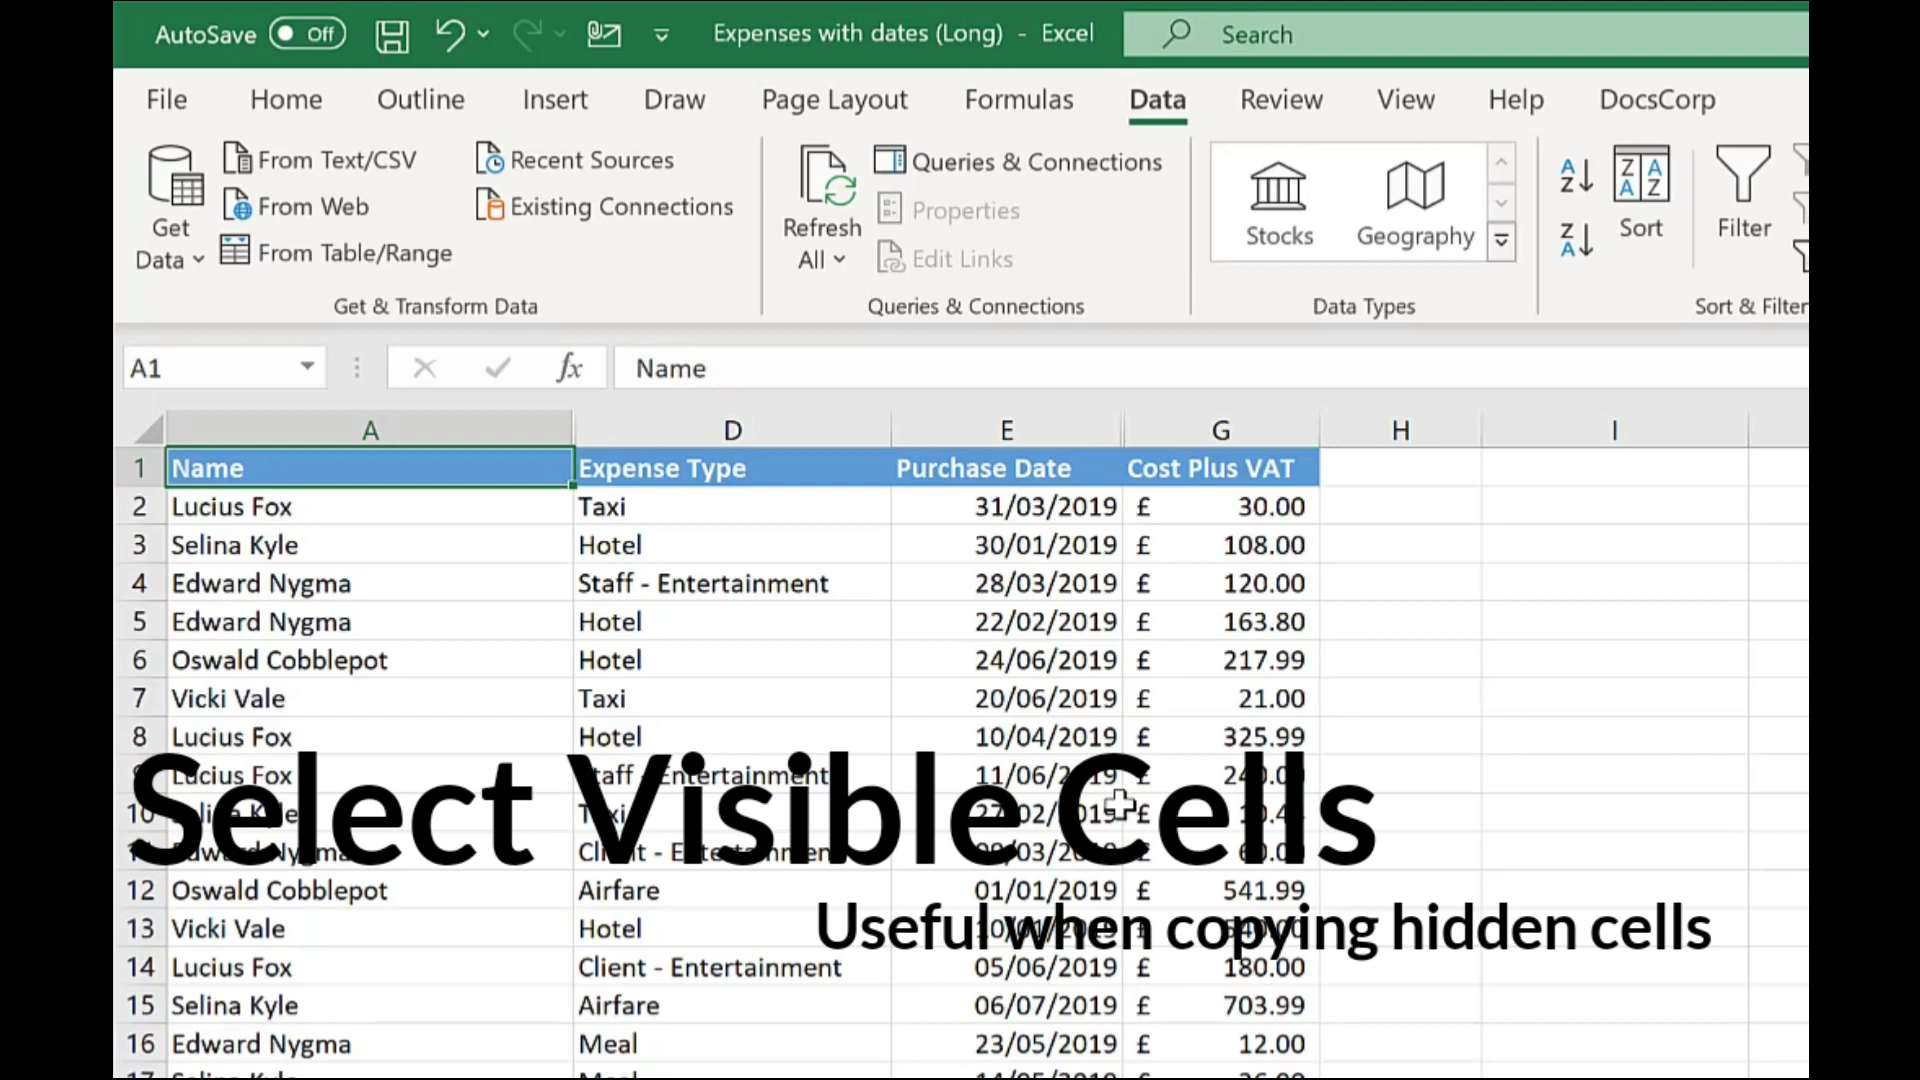 AutoSave Off Expenses with dates (Long) - Excel Search
File Home Outline Insert Draw Page Layout Formulas Data Review View Help DocsCorp
Get Data
From Text/CSV
From Web
From Table/Range
Recent Sources
Existing Connections
Get & Transform Data
Refresh All
Queries & Connections
Properties
Edit Links
Queries & Connections
Stocks Geography
Data Types
Sort Filter
Sort & Filter
A1 fx Name
A D E G H I
1 Name Expense Type Purchase Date Cost Plus VAT
2 Lucius Fox Taxi 31/03/2019 £ 30.00
3 Selina Kyle Hotel 30/01/2019 £ 108.00
4 Edward Nygma Staff - Entertainment 28/03/2019 £ 120.00
5 Edward Nygma Hotel 22/02/2019 £ 163.80
6 Oswald Cobblepot Hotel 24/06/2019 £ 217.99
7 Vicki Vale Taxi 20/06/2019 £ 21.00
8 Lucius Fox Hotel 10/04/2019 £ 325.99
Lucius Fox Entertainment 11/06/2019 £
10
Select Visible Cells
12 Oswald Cobblepot Airfare 01/01/2019 £ 541.99
13 Vicki Vale Hotel
Useful when copying hidden cells
14 Lucius Fox Client - Entertainment 05/06/2019 £ 180.00
15 Selina Kyle Airfare 06/07/2019 £ 703.99
16 Edward Nygma Meal 23/05/2019 £ 12.00